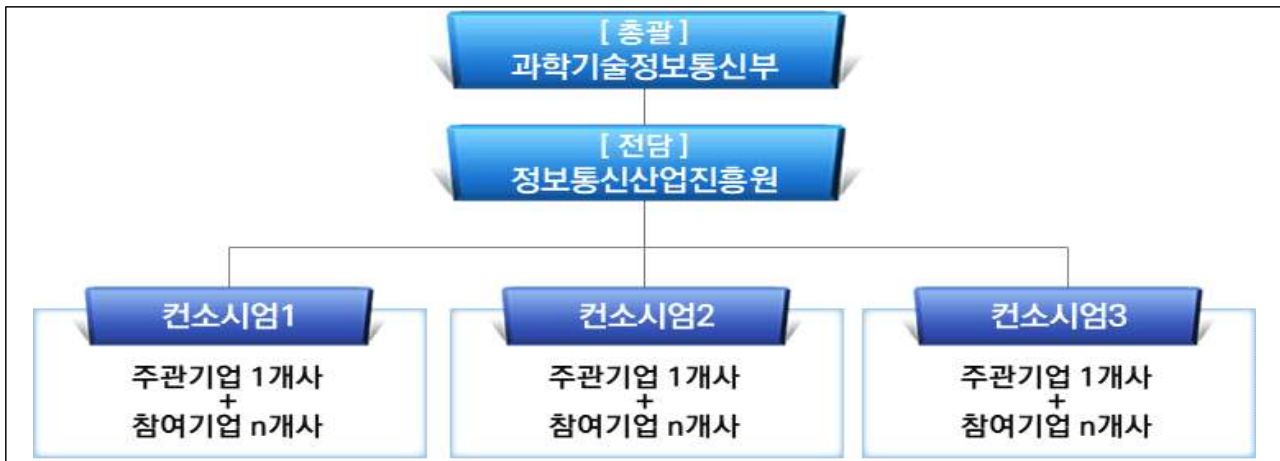 [ 총괄 ]
과학기술정보통신부
[ 전담 ]
정보통신산업진흥원
컨소시엄1
주관기업 1개사
+
참여기업 n개사
컨소시엄2
주관기업 1개사
+
참여기업 n개사
컨소시엄3
주관기업 1개사
+
참여기업 n개사